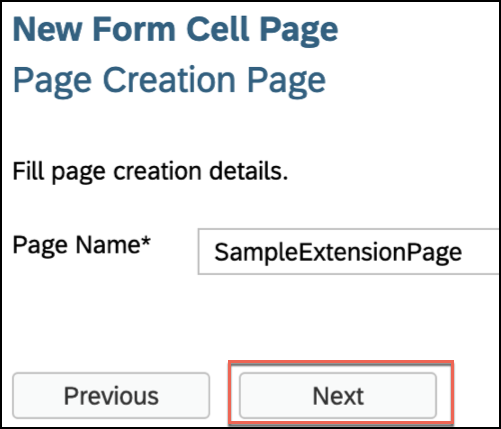 New Form Cell Page
Page Creation Page
Fill page creation details.
Page Name* SampleExtensionPage
Previous Next